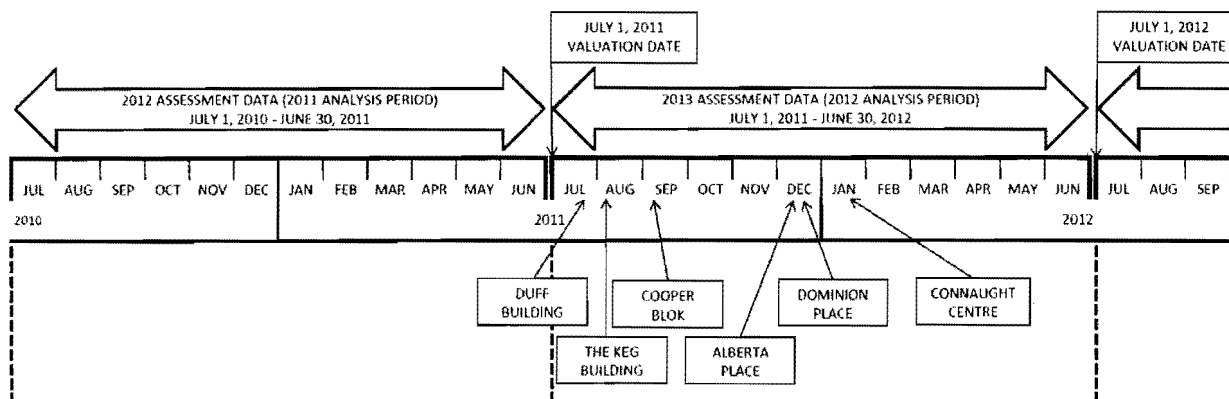 JULY 1, 2011
VALUATION DATE
JULY 1, 2012
VALUATION DATE
2012 ASSESSMENT DATA (2011 ANALYSIS PERIOD)
JULY 1, 2010 - JUNE 30, 2011
2013 ASSESSMENT DATA (2012 ANALYSIS PERIOD)
JULY 1, 2011 - JUNE 30, 2012
JUL AUG SEP OCT NOV DEC JAN FEB MAR APR MAY JUN JUL AUG SEP OCT NOV DEC JAN FEB MAR APR MAY JUN JUL AUG SEP
2010 2011 2012
DUFF
BUILDING
COOPER
BLOK
DOMINION
PLACE
CONNAUGHT
CENTRE
THE KEG
BUILDING
ALBERTA
PLACE